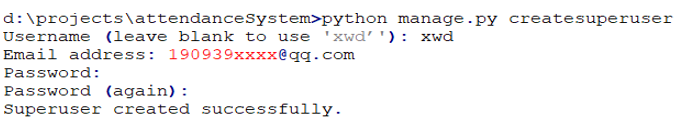 d:\projects\attendanceSystem>python manage.py createsuperuser
Username (leave blank to use 'xwd’'): xwd
Email address: 190939xxxx@qq.com
Password:
Password (again):
Superuser created successfully.